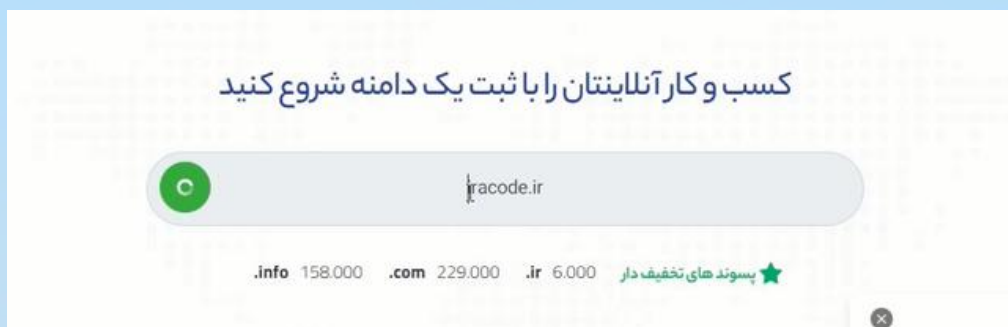 کسب و کار آنلاینتان را با ثبت یک دامنه شروع کنید
iracode.ir
پسوند های تخفیف دار .ir 6.000 .com 229.000 .info 158.000